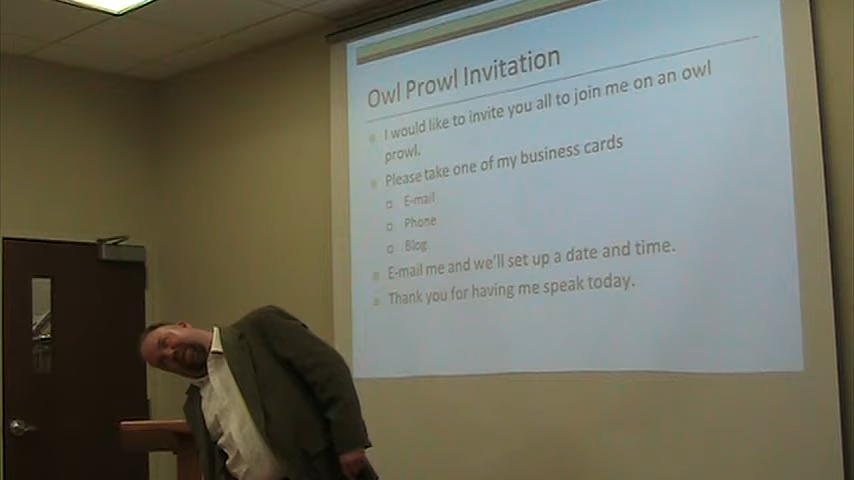 Owl Prowl Invitation
I would like to invite you all to join me on an owl
prowl.
Please take one of my business cards
E-mail
Phone
Blog
E-mail me and we'll set up a date and time.
Thank you for having me speak today.